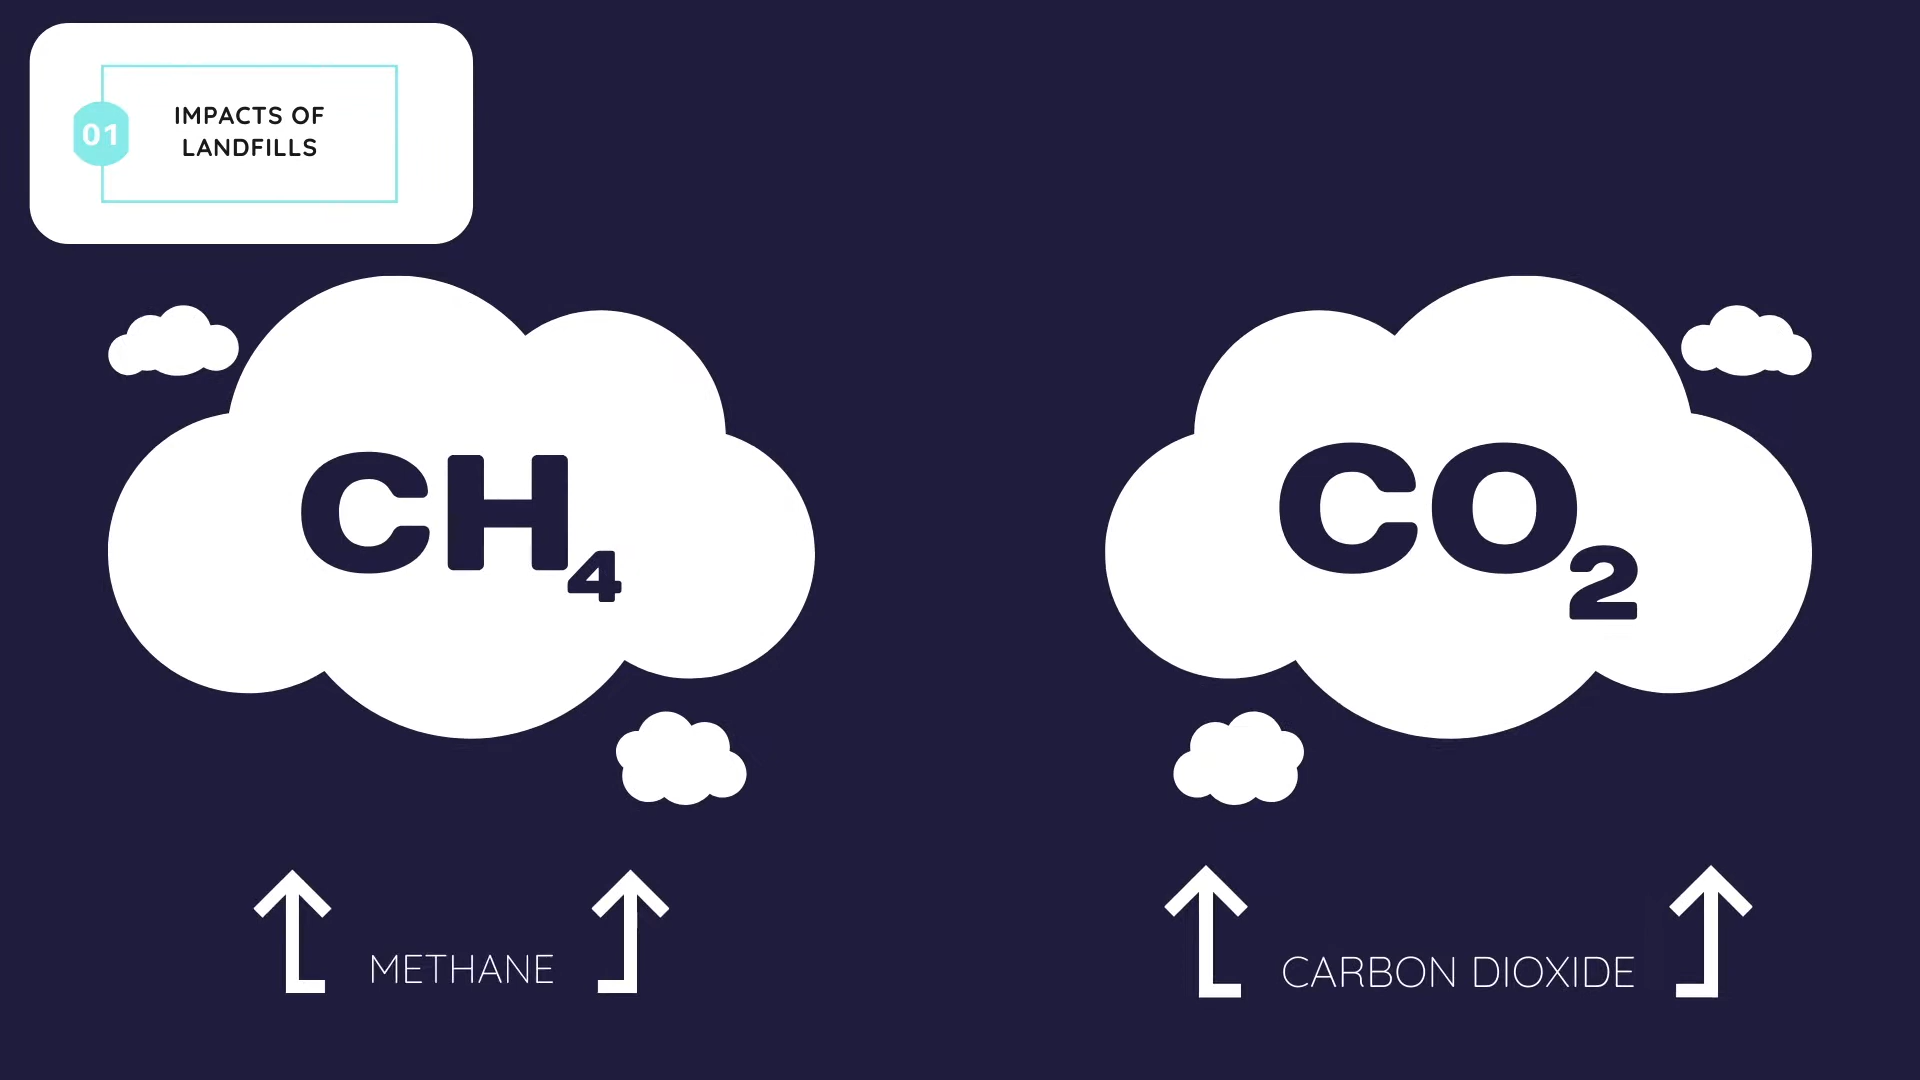 01
IMPACTS OF
LANDFILLS
CH₄
CO₂
METHANE
CARBON DIOXIDE